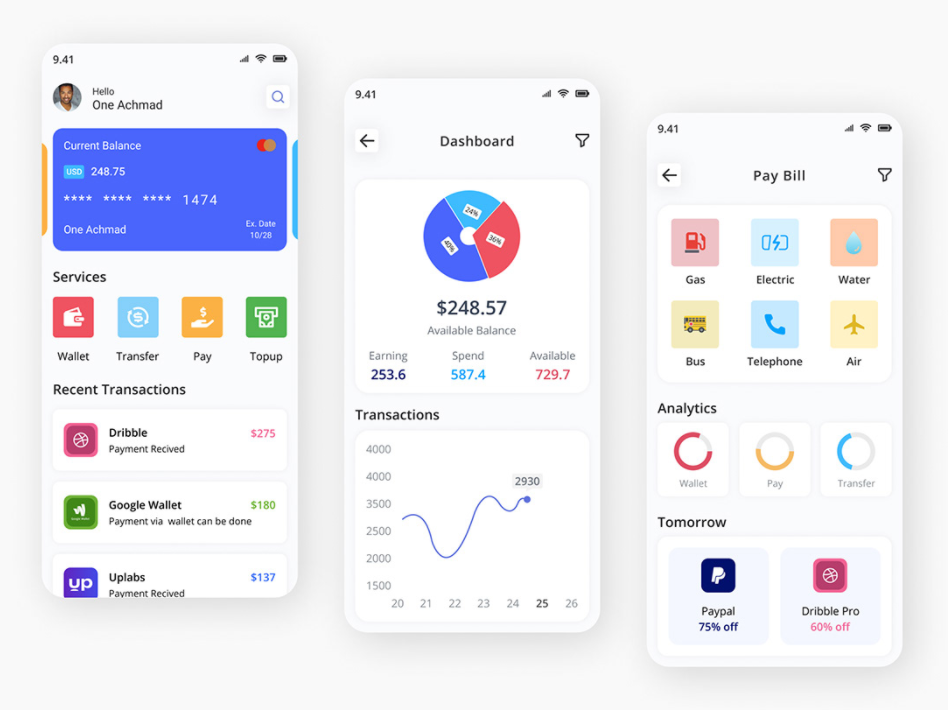 9.41
Hello
One Achmad
Current Balance
USD 248.75
**** **** **** 1474
One Achmad
Ex. Date
10/28
Services
Wallet Transfer Pay Topup
Recent Transactions
Dribble $275
Payment Recived
Google Wallet $180
Payment via wallet can be done
up Uplabs $137
Payment Recived
9.41
Dashboard
24%
40% 36%
$248.57
Available Balance
Earning Spend Available
253.6 587.4 729.7
Transactions
4000
4000
2930
3500
2500
2000
1500
20 21 22 23 24 25 26
9.41
Pay Bill
Gas Electric Water
Bus Telephone Air
Analytics
Wallet Pay Transfer
Tomorrow
Paypal Dribble Pro
75% off 60% off